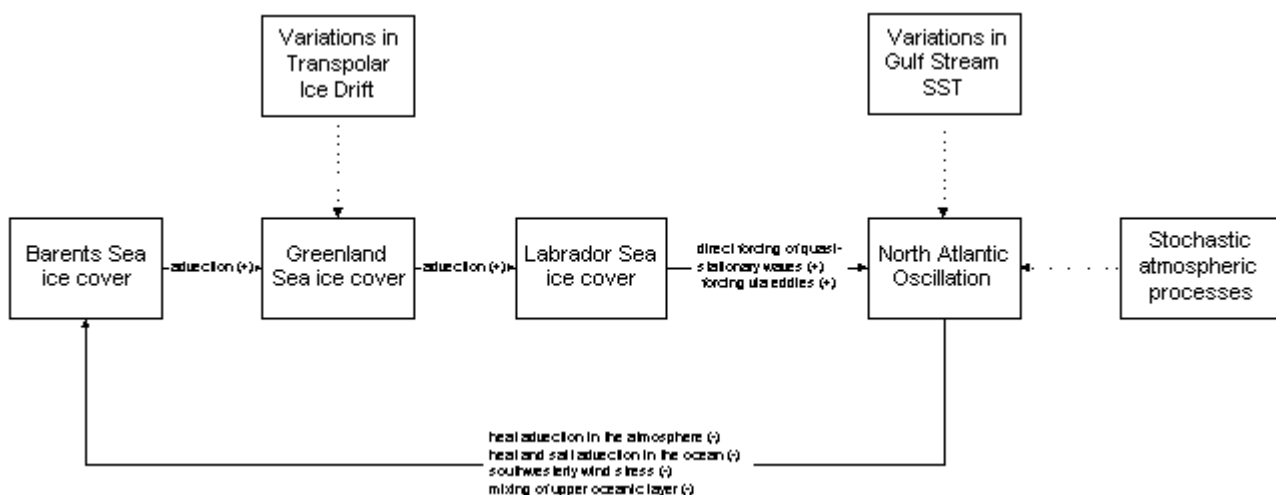 Variations in
Transpolar
Ice Drift
Variations in
Gulf Stream
SST
Barents Sea
ice cover
advection (+)
Greenland
Sea ice cover
advection (+)
Labrador Sea
ice cover
direct forcing of quasi-
stationary waves (+)
forcing via eddies (+)
North Atlantic
Oscillation
Stochastic
atmospheric
processes
heat advection in the atmosphere (-)
heat and salt advection in the ocean (-)
southwesterly wind stress (-)
mixing of upper oceanic layer (-)